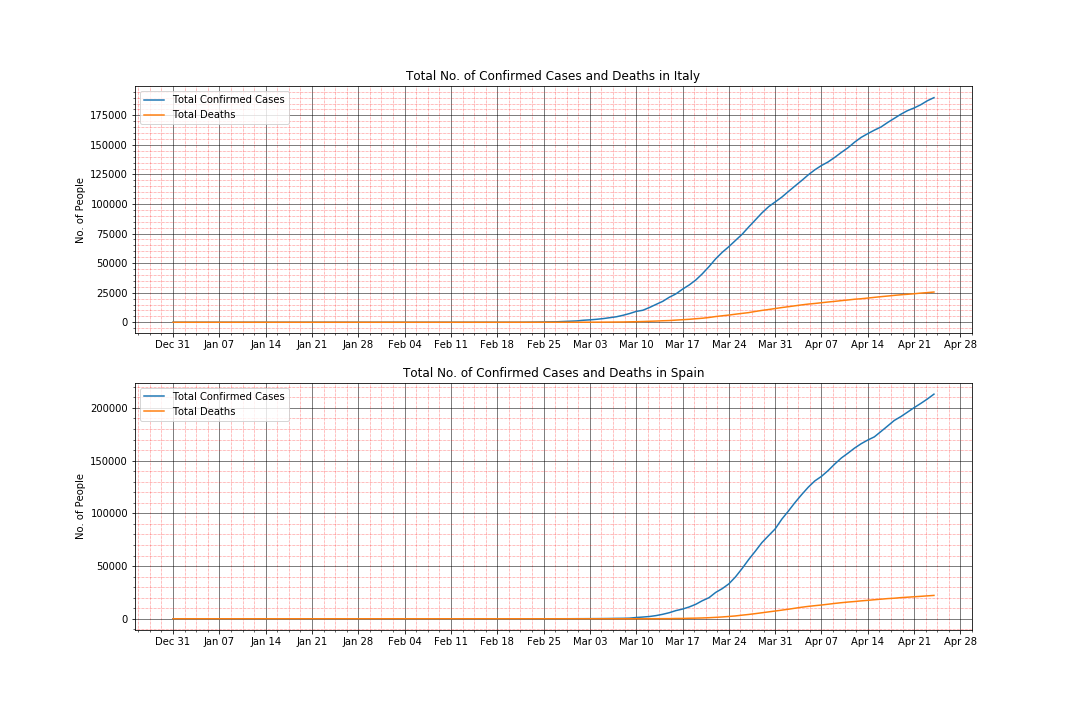 Total No. of Confirmed Cases and Deaths in Italy
Total Confirmed Cases
Total Deaths
No. of People
175000
150000
125000
100000
75000
50000
25000
0
Dec 31 Jan 07 Jan 14 Jan 21 Jan 28 Feb 04 Feb 11 Feb 18 Feb 25 Mar 03 Mar 10 Mar 17 Mar 24 Mar 31 Apr 07 Apr 14 Apr 21 Apr 28
Total No. of Confirmed Cases and Deaths in Spain
Total Confirmed Cases
Total Deaths
No. of People
200000
150000
100000
50000
0
Dec 31 Jan 07 Jan 14 Jan 21 Jan 28 Feb 04 Feb 11 Feb 18 Feb 25 Mar 03 Mar 10 Mar 17 Mar 24 Mar 31 Apr 07 Apr 14 Apr 21 Apr 28